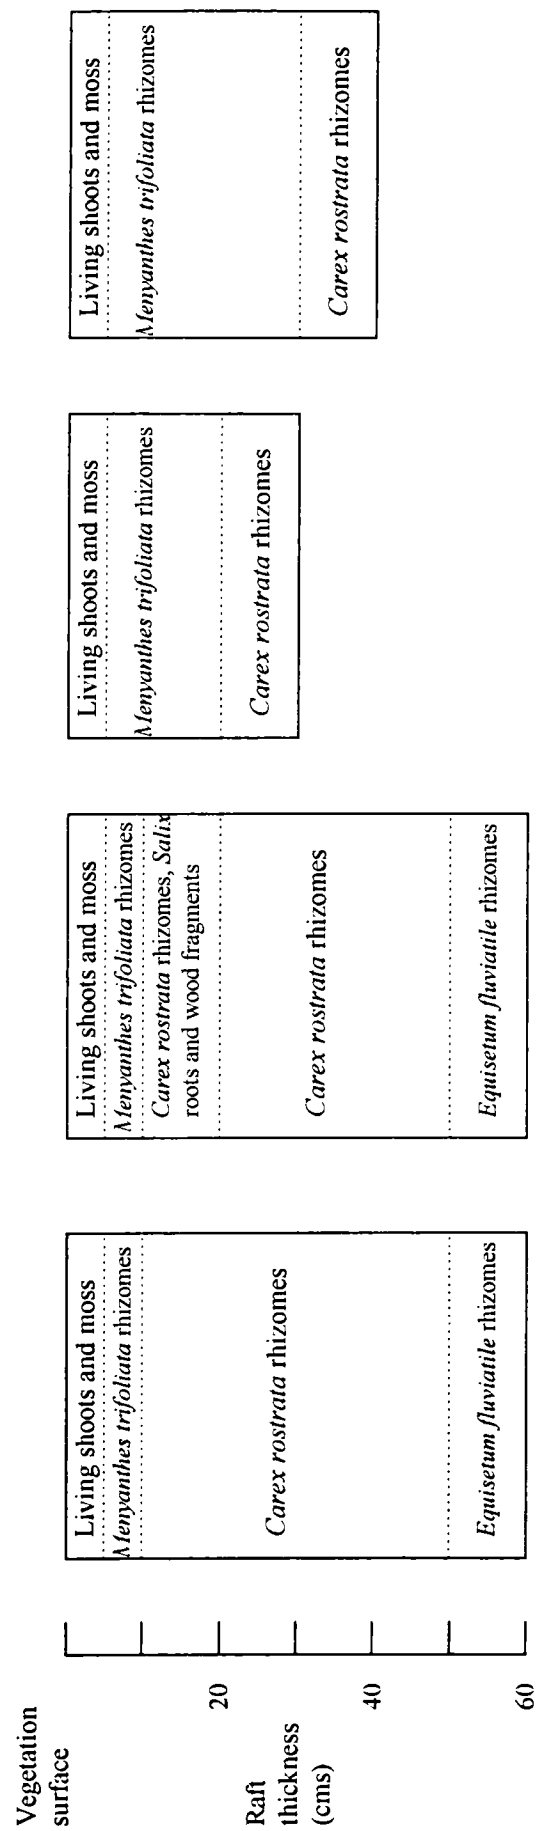 Vegetation
surface
Raft
thickness
(cms)
20
40
60
Living shoots and moss
Menyanthes trifoliata rhizomes
Carex rostrata rhizomes
Equisetum fluviatile rhizomes
Living shoots and moss
Menyanthes trifoliata rhizomes
Carex rostrata rhizomes, Salix
roots and wood fragments
Carex rostrata rhizomes
Equisetum fluviatile rhizomes
Living shoots and moss
Menyanthes trifoliata rhizomes
Carex rostrata rhizomes
Living shoots and moss
Menyanthes trifoliata rhizomes
Carex rostrata rhizomes